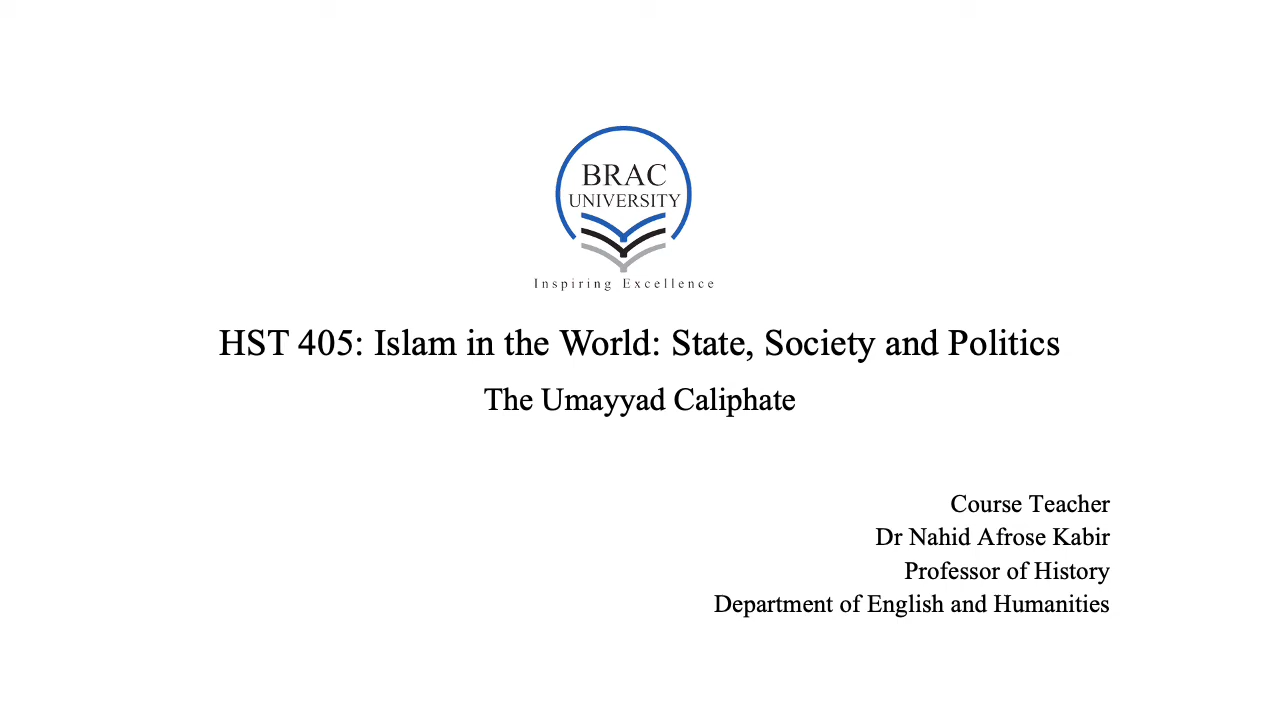 BRAC
UNIVERSITY
Inspiring Excellence
HST 405: Islam in the World: State, Society and Politics
The Umayyad Caliphate
Course Teacher
Dr Nahid Afrose Kabir
Professor of History
Department of English and Humanities